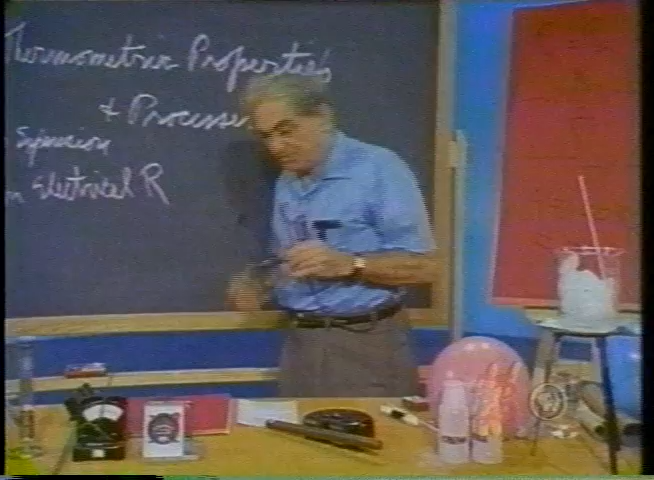 Thermometric Properties
+ Processes
Expansion
Electrical R